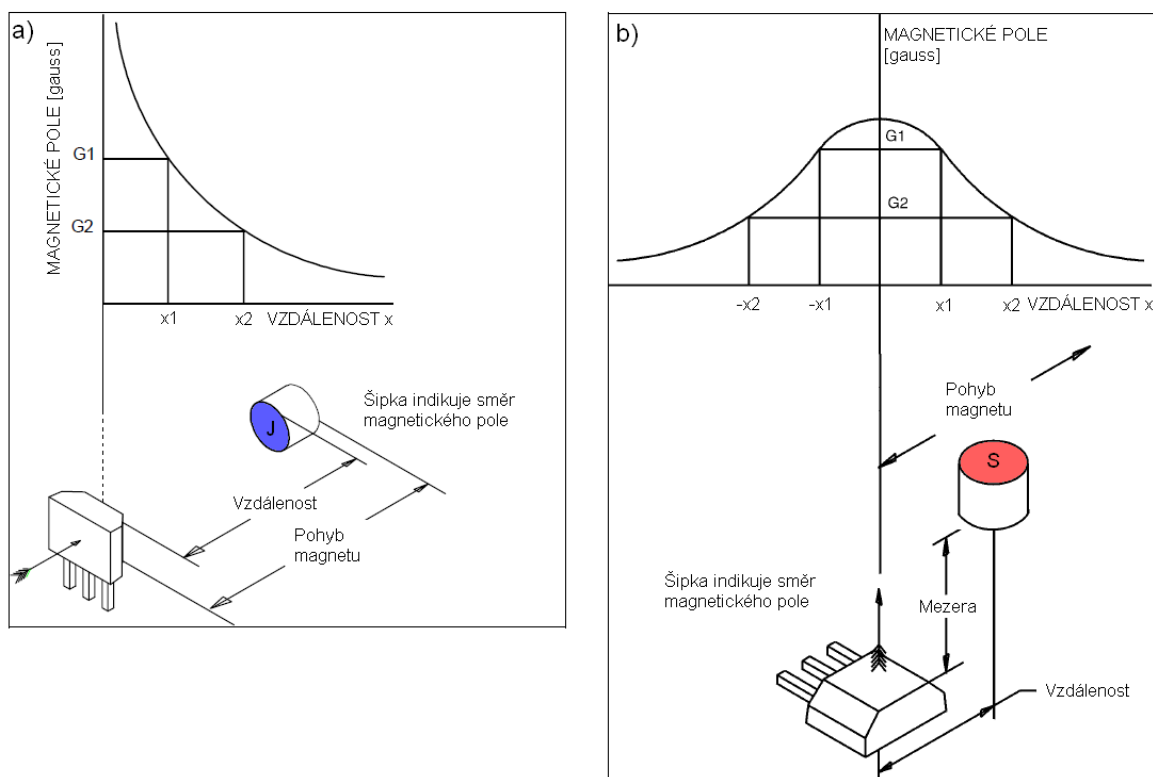 a)
MAGNETICKÉ POLE [gauss]
G1
G2
x1
x2
VZDÁLENOST x
J
Šipka indikuje směr
magnetického pole
Vzdálenost
Pohyb
magnetu
b)
MAGNETICKÉ POLE
[gauss]
G1
G2
-x2
-x1
x1
x2
VZDÁLENOST x
Pohyb
magnetu
S
Šipka indikuje směr
magnetického pole
Mezera
Vzdálenost